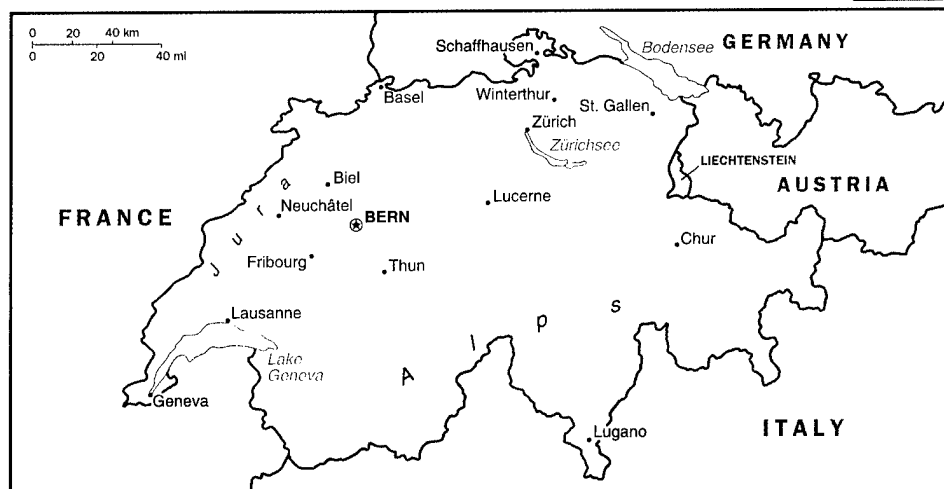 0 20 40 km
0 20 40 mi
Schaffhausen
Bodensee
GERMANY
Basel
Winterthur
St. Gallen
Zürich
Zürichsee
LIECHTENSTEIN
AUSTRIA
Biel
Jura
Neuchâtel
Lucerne
FRANCE
BERN
Chur
Fribourg
Thun
Lausanne
Alps
Lake
Geneva
Geneva
Lugano
ITALY